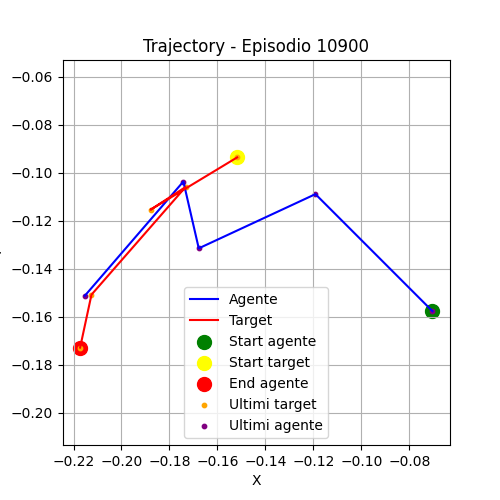 Trajectory - Episodio 10900
−0.06
−0.08
−0.10
−0.12
−0.14
−0.16
−0.18
−0.20
Agente
Target
Start agente
Start target
End agente
Ultimi target
Ultimi agente
−0.22 −0.20 −0.18 −0.16 −0.14 −0.12 −0.10 −0.08
X